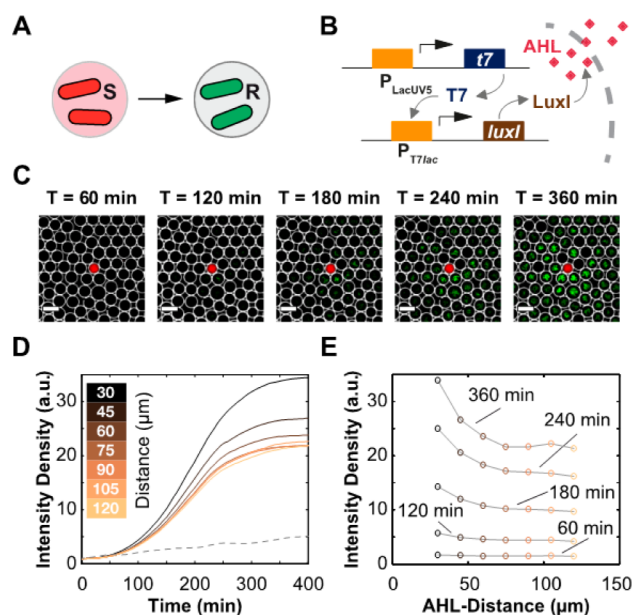 A
S
R
B
AHL
t7
P LacUV5
T7
LuxI
luxI
P T7lac
C
T = 60 min
T = 120 min
T = 180 min
T = 240 min
T = 360 min
D
Intensity Density (a.u.)
30
20
10
0
30
45
60
75
90
105
120
Distance (μm)
0
100
200
300
400
Time (min)
E
Intensity Density (a.u.)
30
20
10
0
360 min
240 min
180 min
120 min
60 min
0
50
100
150
AHL-Distance (μm)